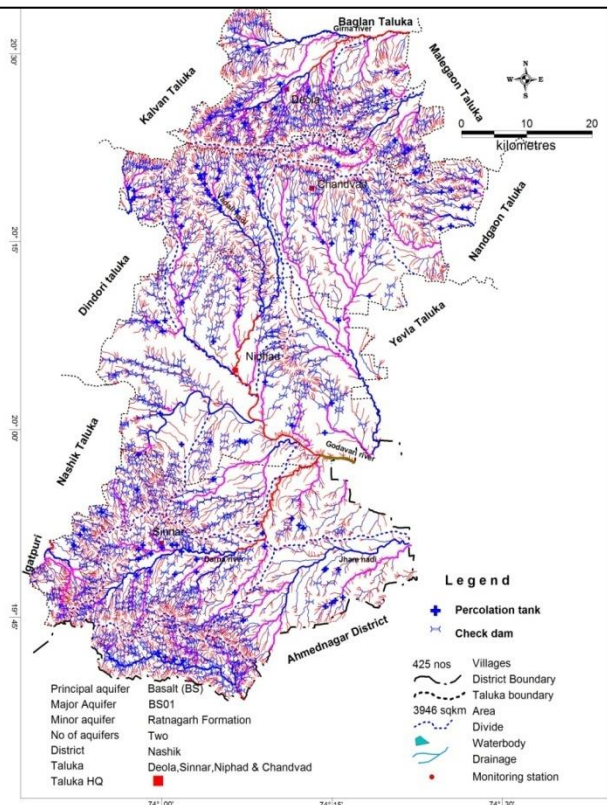 Baglan Taluka
Girna river
20° 30'
Malegaon Taluka
N
W E
S
Kalvan Taluka
Deola
0 10 20
kilometres
Chandvad
Nandgaon Taluka
20° 15'
Dindori taluka
Yevla Taluka
Niphad
20° 00'
Nashik Taluka
Godavari river
Sinnar
Igatpuri
Darna river
Jham nadi
Legend
19° 45'
Percolation tank
Check dam
Ahmednagar District
425 nos Villages
District Boundary
Taluka boundary
3946 sqkm Area
Divide
Waterbody
Drainage
Monitoring station
Principal aquifer Basalt (BS)
Major Aquifer BS01
Minor aquifer Ratnagarh Formation
No of aquifers Two
District Nashik
Taluka Deola,Sinnar,Niphad & Chandvad
Taluka HQ
74° 00' 74° 15' 74° 30'